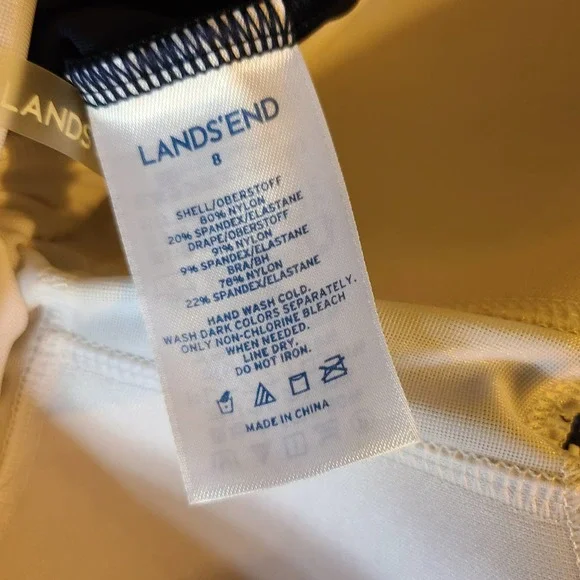 LANDS
LANDS'END
8
SHELL/OBERSTOFF
80% NYLON
20% SPANDEX/ELASTANE
DRAPE/OBERSTOFF
91% NYLON
9% SPANDEX/ELASTANE
BRA/BH
78% NYLON
22% SPANDEX/ELASTANE
HAND WASH COLD.
WASH DARK COLORS SEPARATELY.
ONLY NON-CHLORINE BLEACH
WHEN NEEDED.
LINE DRY.
DO NOT IRON.
MADE IN CHINA